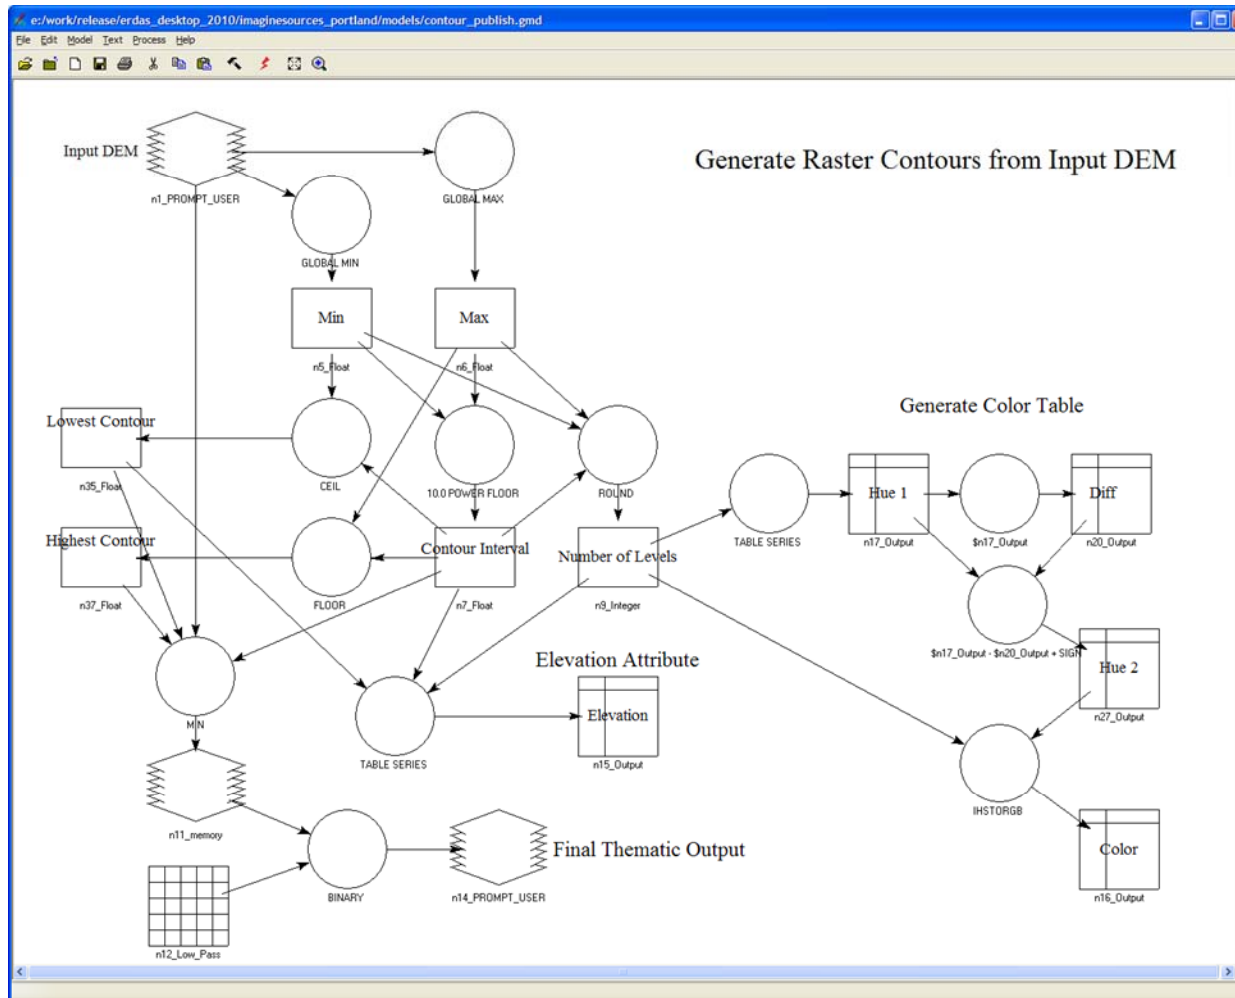 e:/work/release/erdas_desktop_2010/imaginesources_portland/models/contour_publish.gmd
File Edit Model Text Process Help
Input DEM
n1_PROMPT_USER
GLOBAL MAX
Generate Raster Contours from Input DEM
GLOBAL MIN
Min
Max
n5_Float
n6_Float
Generate Color Table
Lowest Contour
n35_Float
CEIL
10.0 POWER FLOOR
ROUND
Hue 1
Diff
TABLE SERIES
n17_Output
$n17_Output
n20_Output
Highest Contour
Contour Interval
Number of Levels
n37_Float
FLOOR
n7_Float
n9_Integer
$n17_Output - $n20_Output + SIGN
Elevation Attribute
Hue 2
n27_Output
MIN
Elevation
TABLE SERIES
n15_Output
IHSTORGB
n11_memory
Final Thematic Output
Color
BINARY
n14_PROMPT_USER
n16_Output
n12_Low_Pass